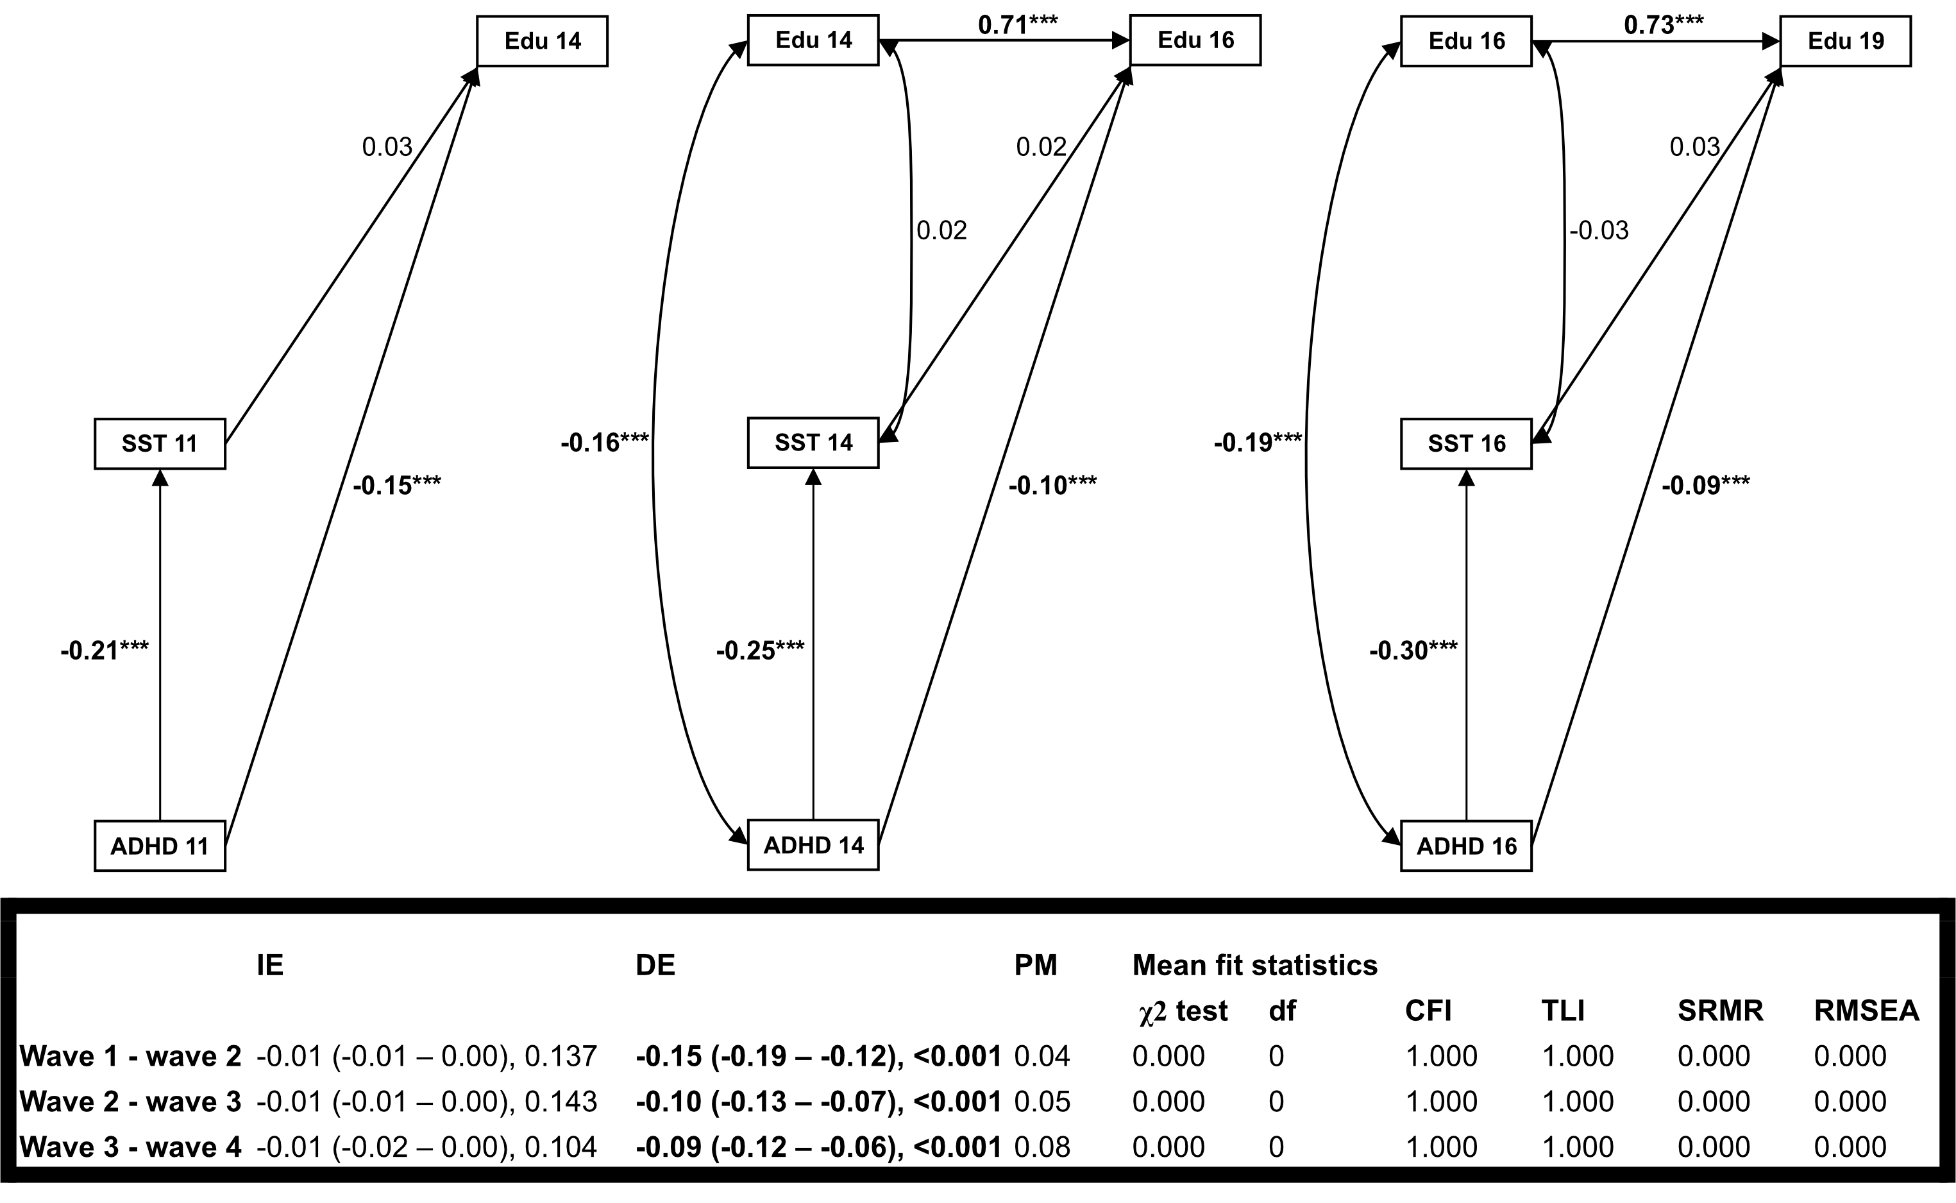 Edu 14
Edu 14
0.71***
Edu 16
Edu 16
0.73***
Edu 19
0.03
0.02
0.03
0.02
-0.03
SST 11
-0.16***
SST 14
-0.19***
SST 16
-0.15***
-0.10***
-0.09***
-0.21***
-0.25***
-0.30***
ADHD 11
ADHD 14
ADHD 16
IE DE PM Mean fit statistics
χ2 test df CFI TLI SRMR RMSEA
Wave 1 - wave 2 -0.01 (-0.01 – 0.00), 0.137 -0.15 (-0.19 – -0.12), <0.001 0.04 0.000 0 1.000 1.000 0.000 0.000
Wave 2 - wave 3 -0.01 (-0.01 – 0.00), 0.143 -0.10 (-0.13 – -0.07), <0.001 0.05 0.000 0 1.000 1.000 0.000 0.000
Wave 3 - wave 4 -0.01 (-0.02 – 0.00), 0.104 -0.09 (-0.12 – -0.06), <0.001 0.08 0.000 0 1.000 1.000 0.000 0.000